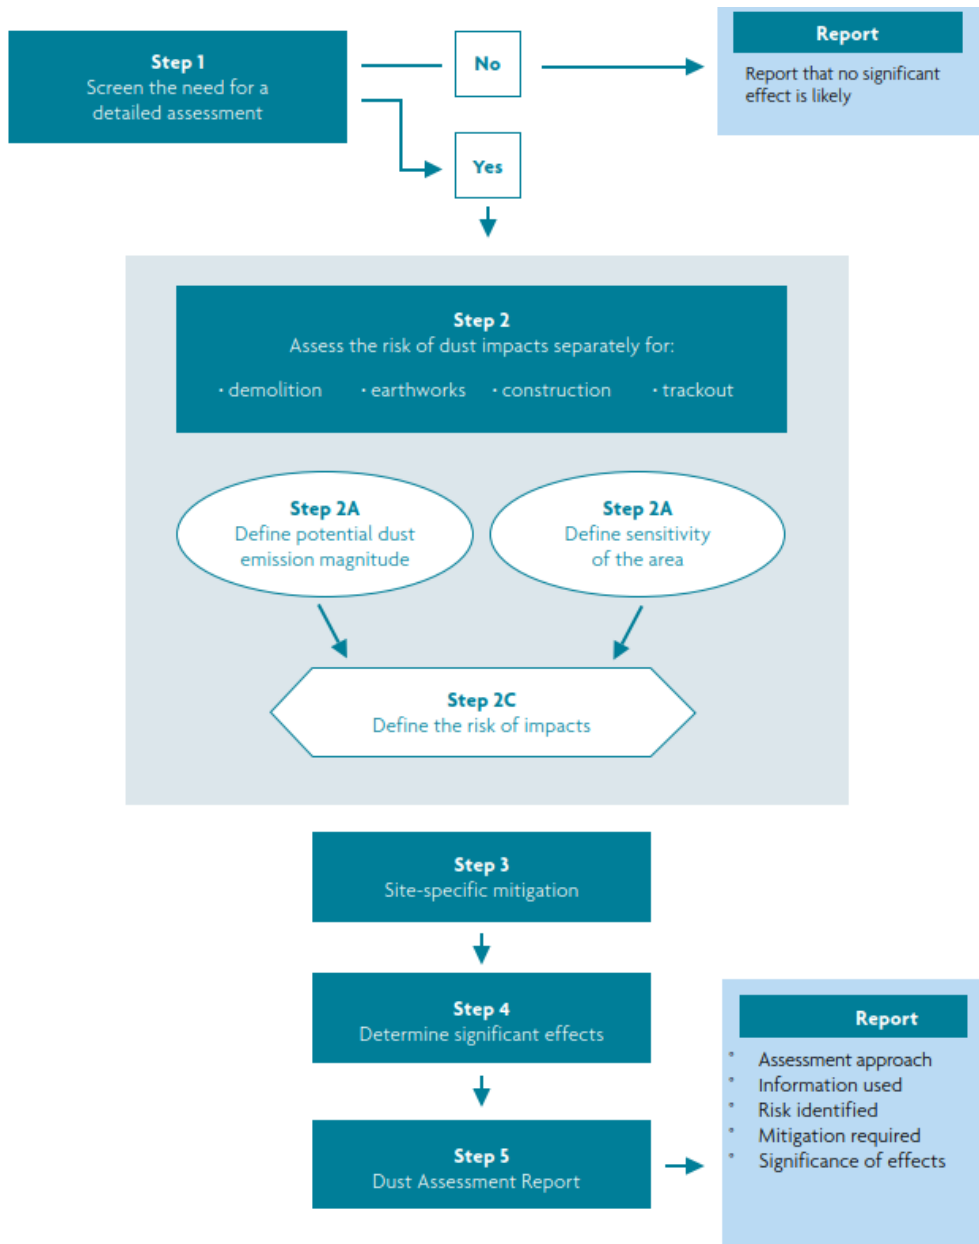 Step 1
Screen the need for a
detailed assessment
No
Report
Report that no significant
effect is likely
Yes
Step 2
Assess the risk of dust impacts separately for:
· demolition · earthworks · construction · trackout
Step 2A
Define potential dust
emission magnitude
Step 2A
Define sensitivity
of the area
Step 2C
Define the risk of impacts
Step 3
Site-specific mitigation
Step 4
Determine significant effects
Step 5
Dust Assessment Report
Report
° Assessment approach
° Information used
° Risk identified
° Mitigation required
° Significance of effects